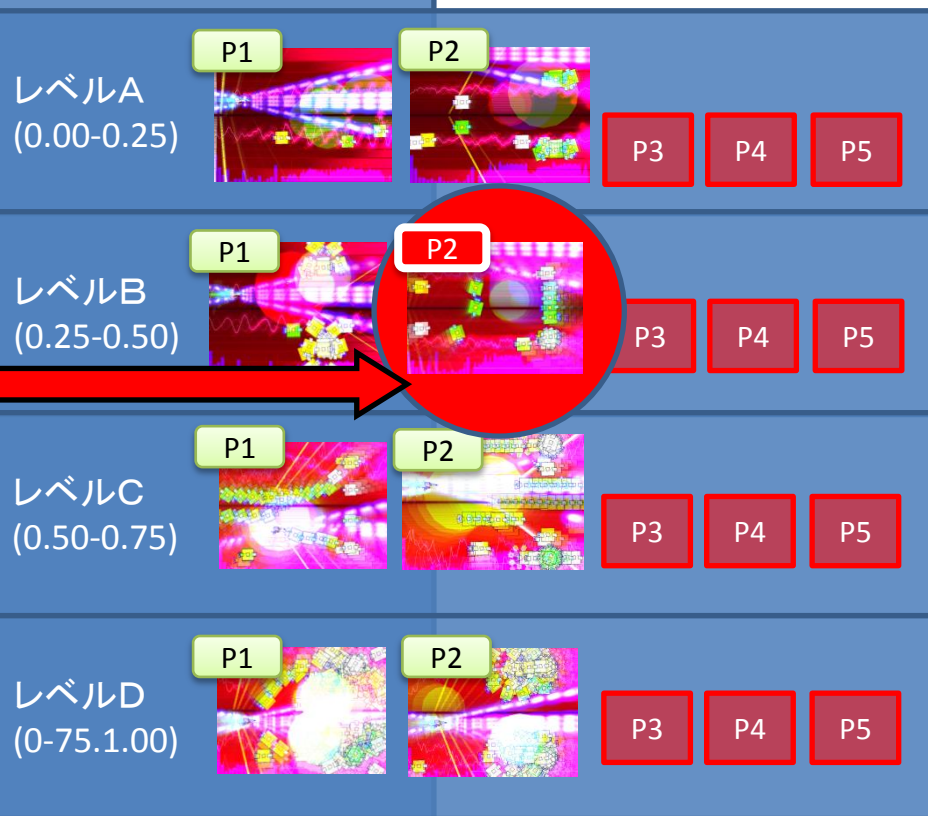 P1
P2
レベルA
(0.00-0.25)
P3
P4
P5
P1
P2
レベルB
(0.25-0.50)
P3
P4
P5
P1
P2
レベルC
(0.50-0.75)
P3
P4
P5
P1
P2
レベルD
(0-75.1.00)
P3
P4
P5